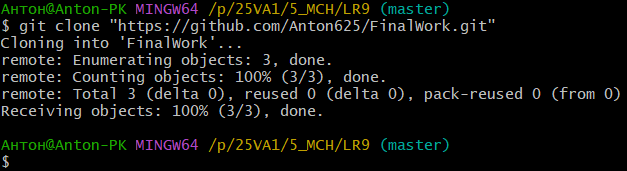 Антон@Anton-PK MINGW64 /p/25VA1/5_MCH/LR9 (master)
$ git clone "https://github.com/Anton625/FinalWork.git"
Cloning into 'FinalWork'...
remote: Enumerating objects: 3, done.
remote: Counting objects: 100% (3/3), done.
remote: Total 3 (delta 0), reused 0 (delta 0), pack-reused 0 (from 0)
Receiving objects: 100% (3/3), done.
Антон@Anton-PK MINGW64 /p/25VA1/5_MCH/LR9 (master)
$